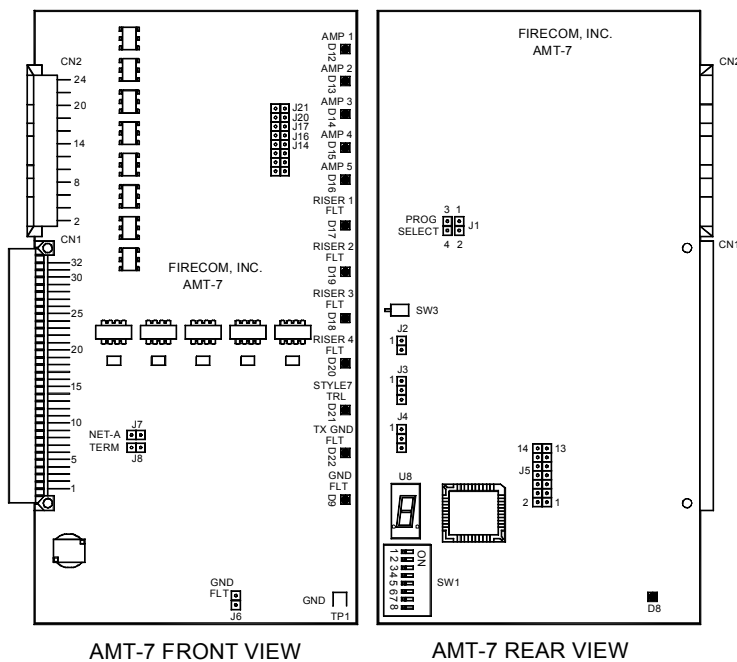 AMP 1
D12
AMP 2
D13
AMP 3
D14
AMP 4
D15
AMP 5
D16
RISER 1
FLT
D17
RISER 2
FLT
D19
RISER 3
FLT
D18
RISER 4
FLT
D20
STYLE7
TRL
D21
TX GND
FLT
D22
GND
FLT
D9
CN2
24
20
14
8
2
CN1
32
30
25
20
15
10
5
1
J21
J20
J17
J16
J14
FIRECOM, INC.
AMT-7
J7
NET-A
TERM
J8
GND
FLT
J6
GND
TP1
AMT-7 FRONT VIEW
FIRECOM, INC.
AMT-7
CN2
CN1
3 1
PROG
SELECT
J1
4 2
SW3
J2
1
J3
1
J4
1
14 13
J5
2 1
U8
8
ON
1
2
3
4
5
6
7
8
SW1
D8
AMT-7 REAR VIEW